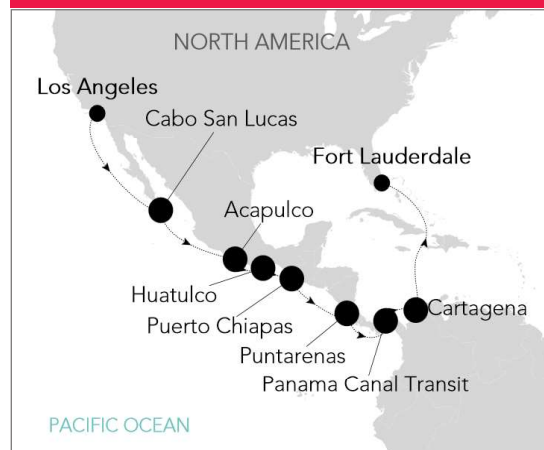 NORTH AMERICA
Los Angeles
Cabo San Lucas
Fort Lauderdale
Acapulco
Huatulco
Puerto Chiapas
Cartagena
Puntarenas
Panama Canal Transit
PACIFIC OCEAN